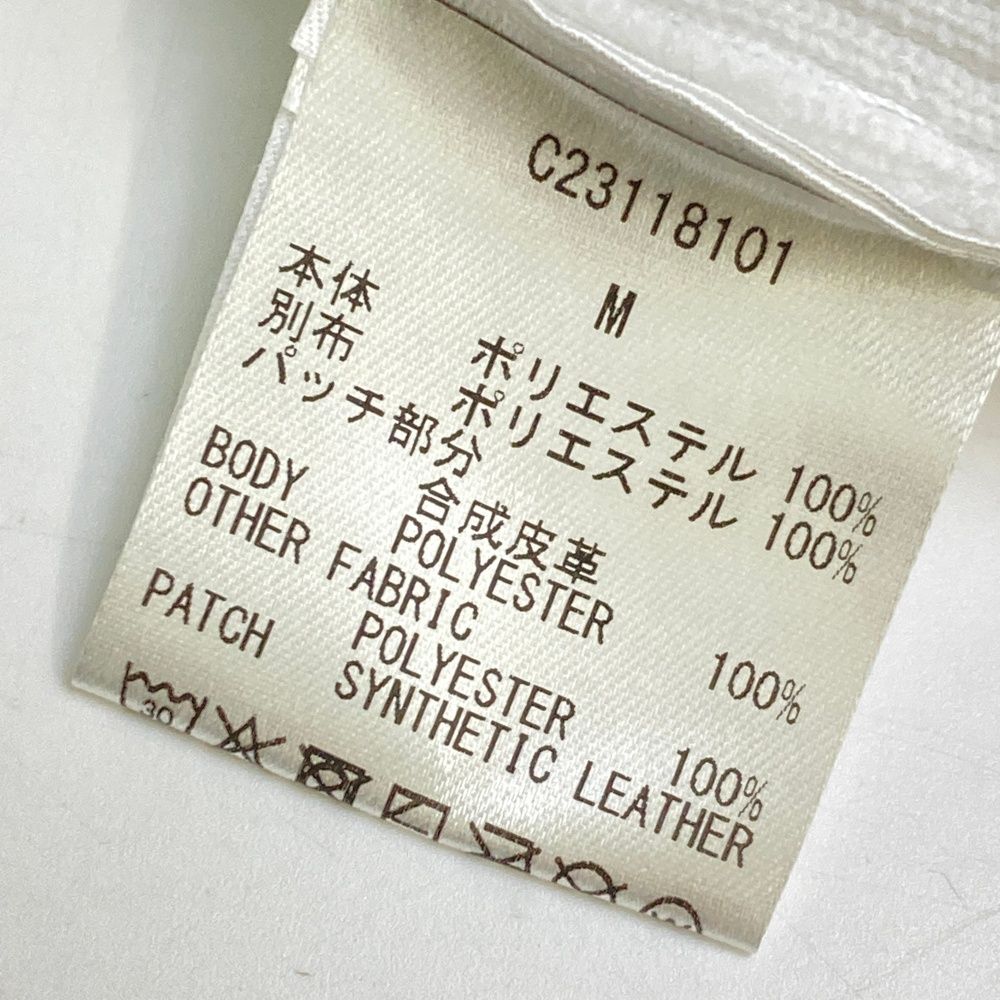 C23118101
M
本体 ポリエステル 100%
別布 ポリエステル 100%
パッチ部分
合成皮革
BODY POLYESTER 100%
OTHER FABRIC
POLYESTER 100%
PATCH SYNTHETIC LEATHER
30